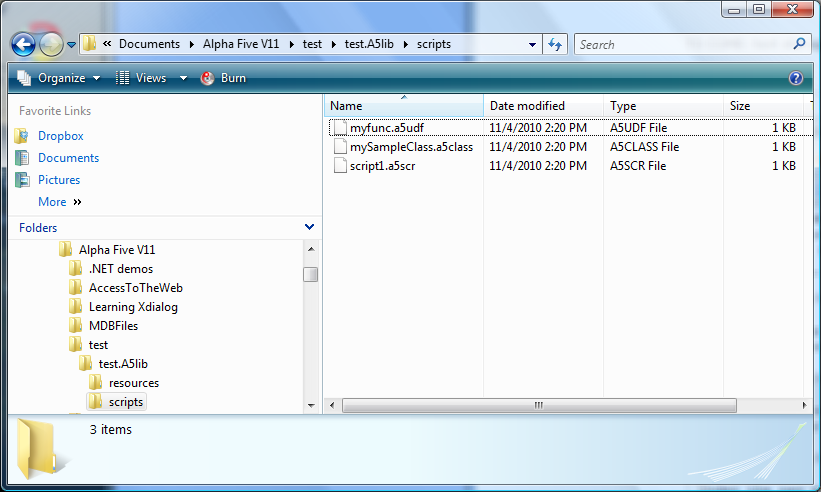 « Documents ▸ Alpha Five V11 ▸ test ▸ test.A5lib ▸ scripts Search
Organize Views Burn
Favorite Links
Dropbox
Documents
Pictures
More »
Folders
Alpha Five V11
.NET demos
AccessToTheWeb
Learning Xdialog
MDBFiles
test
test.A5lib
resources
scripts
Name Date modified Type Size T
myfunc.a5udf 11/4/2010 2:20 PM A5UDF File 1 KB
mySampleClass.a5class 11/4/2010 2:20 PM A5CLASS File 1 KB
script1.a5scr 11/4/2010 2:20 PM A5SCR File 1 KB
3 items